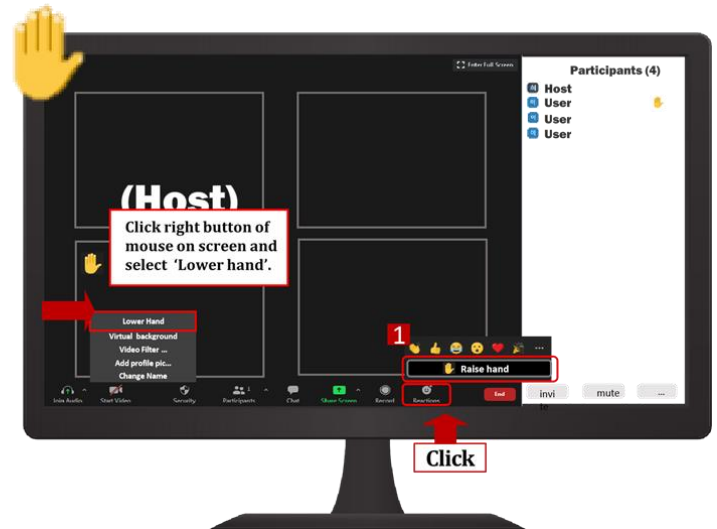 Enter Full Screen
Participants (4)
Host
User
User
User
(Host)
Click right button of
mouse on screen and
select ‘Lower hand’.
Lower Hand
Virtual background
Video Filter ...
Add profile pic...
Change Name
1
...
Raise hand
Join Audio
Start Video
Security
Participants
1
Chat
Share Screen
Record
Reactions
End
invi
te
mute
...
Click